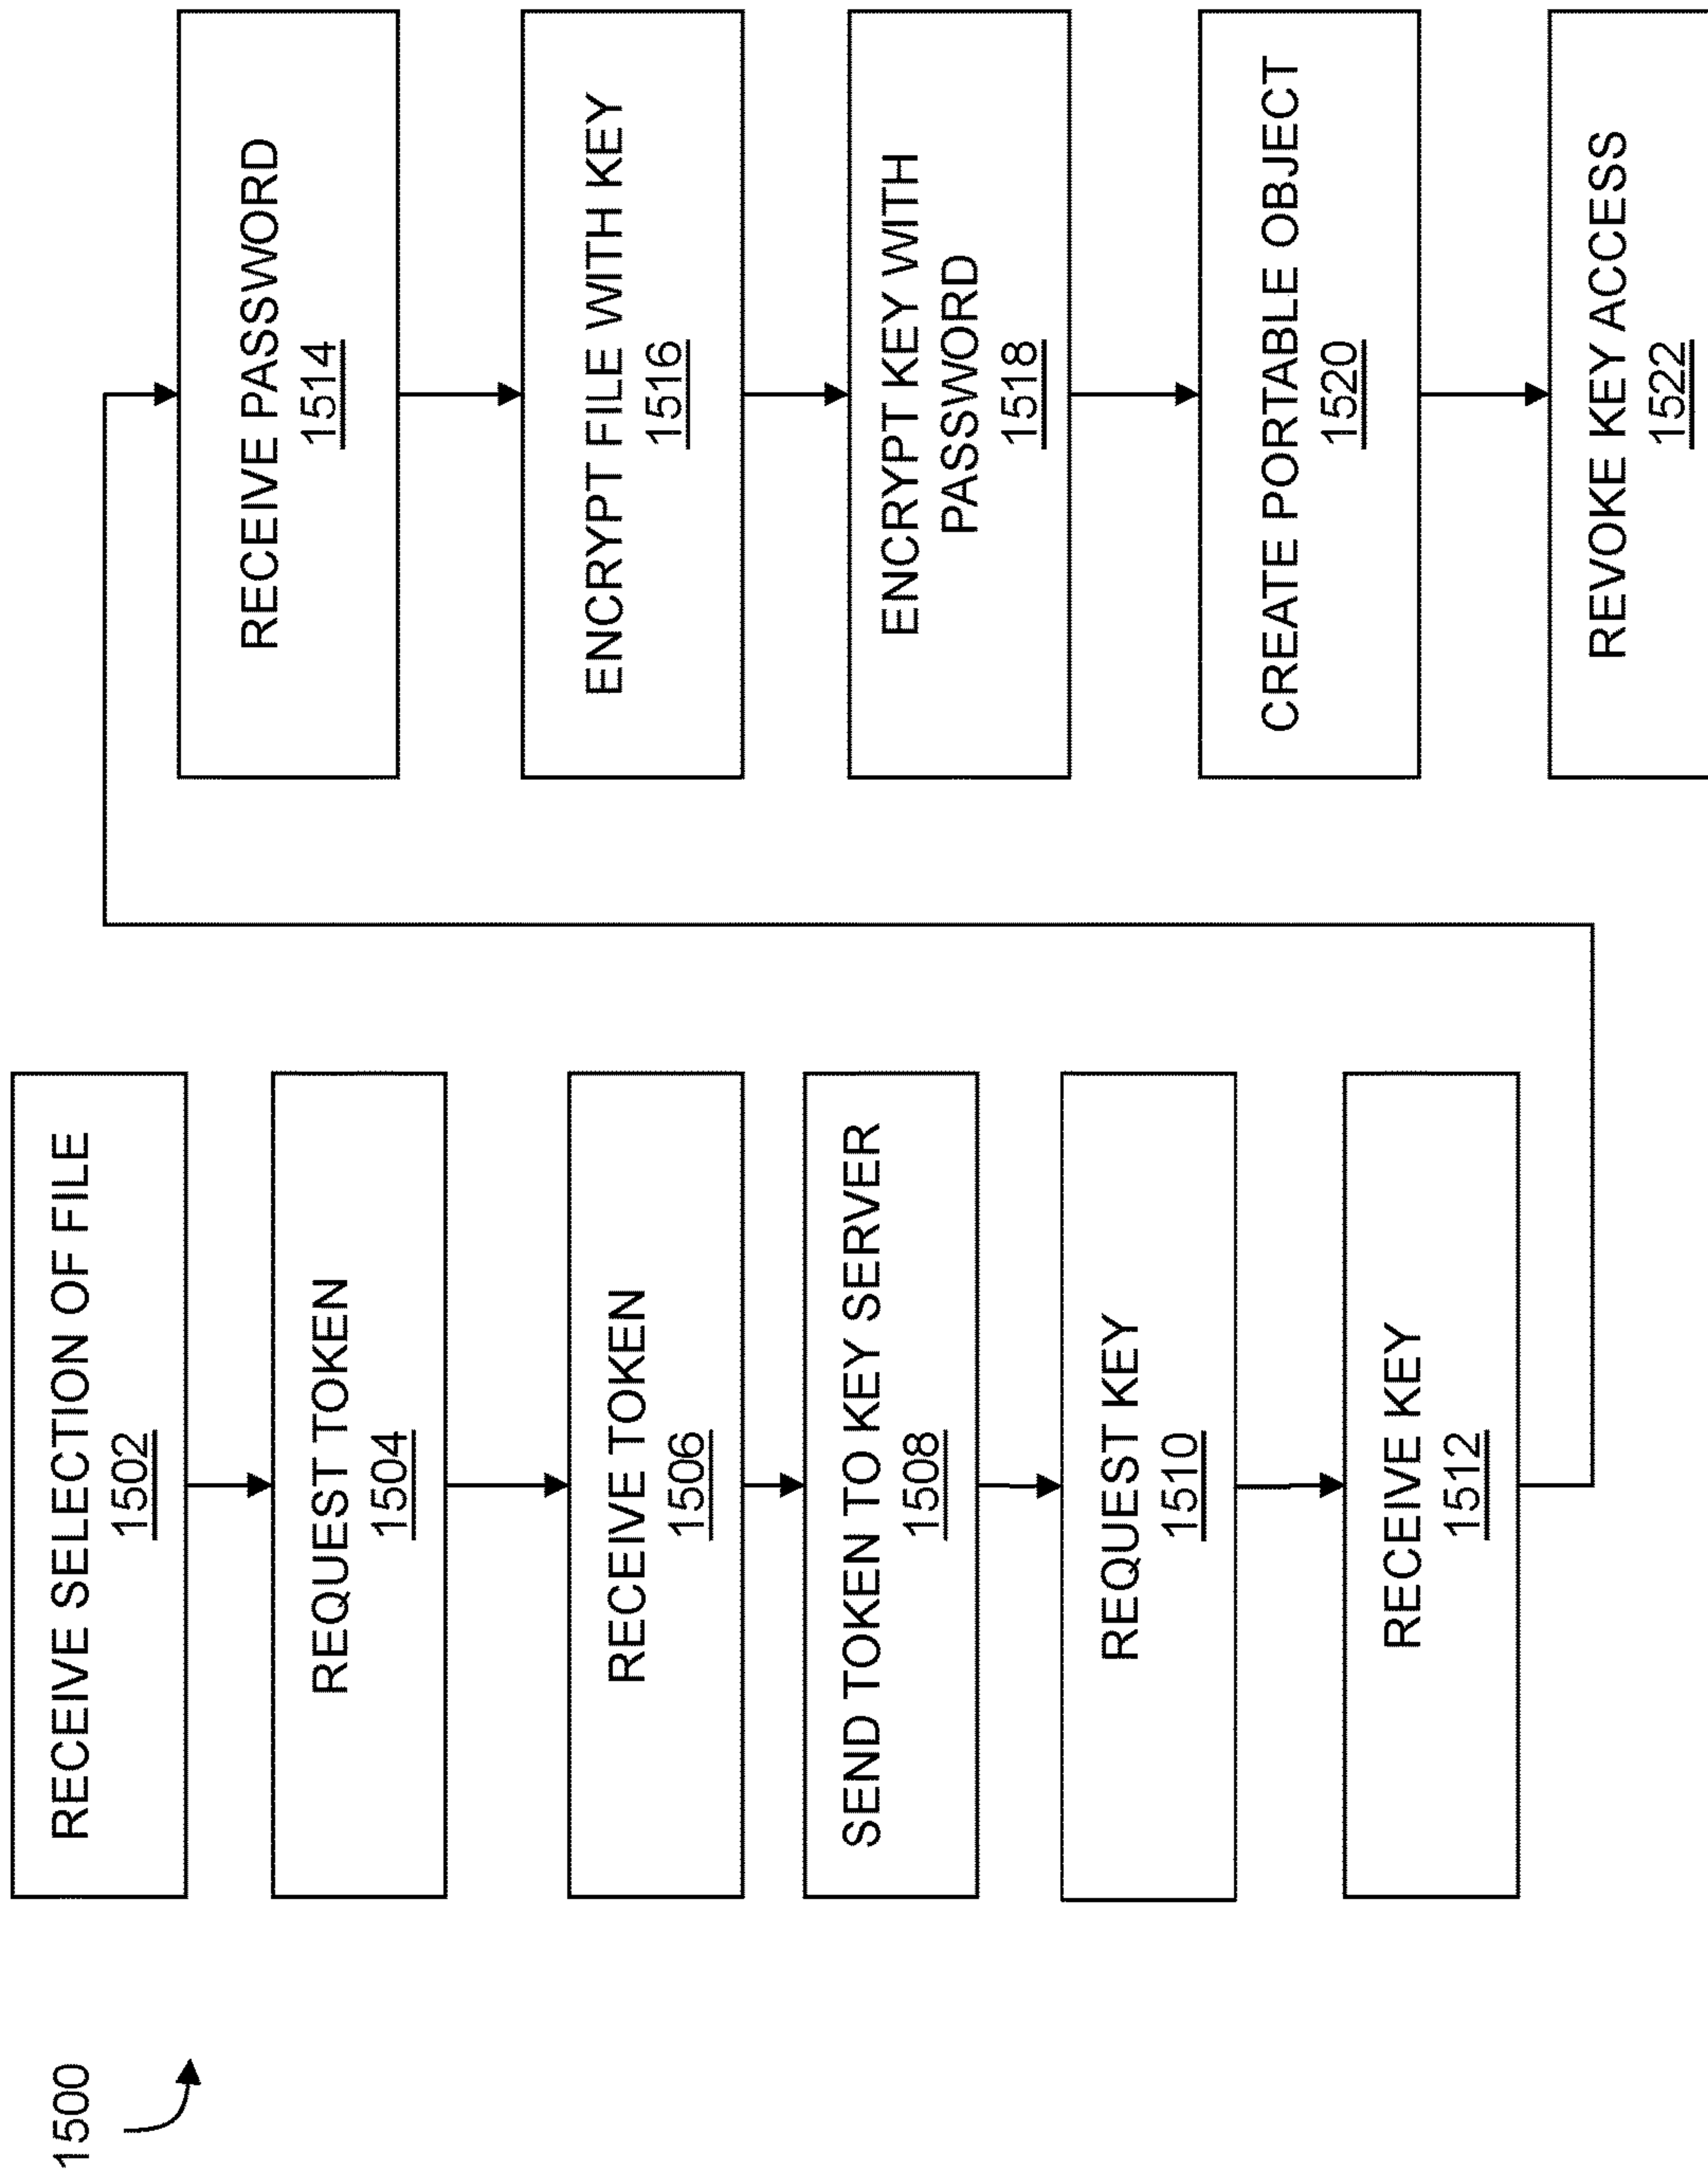 1500
RECEIVE SELECTION OF FILE
1502
REQUEST TOKEN
1504
RECEIVE TOKEN
1506
SEND TOKEN TO KEY SERVER
1508
REQUEST KEY
1510
RECEIVE KEY
1512
RECEIVE PASSWORD
1514
ENCRYPT FILE WITH KEY
1516
ENCRYPT KEY WITH
PASSWORD
1518
CREATE PORTABLE OBJECT
1520
REVOKE KEY ACCESS
1522